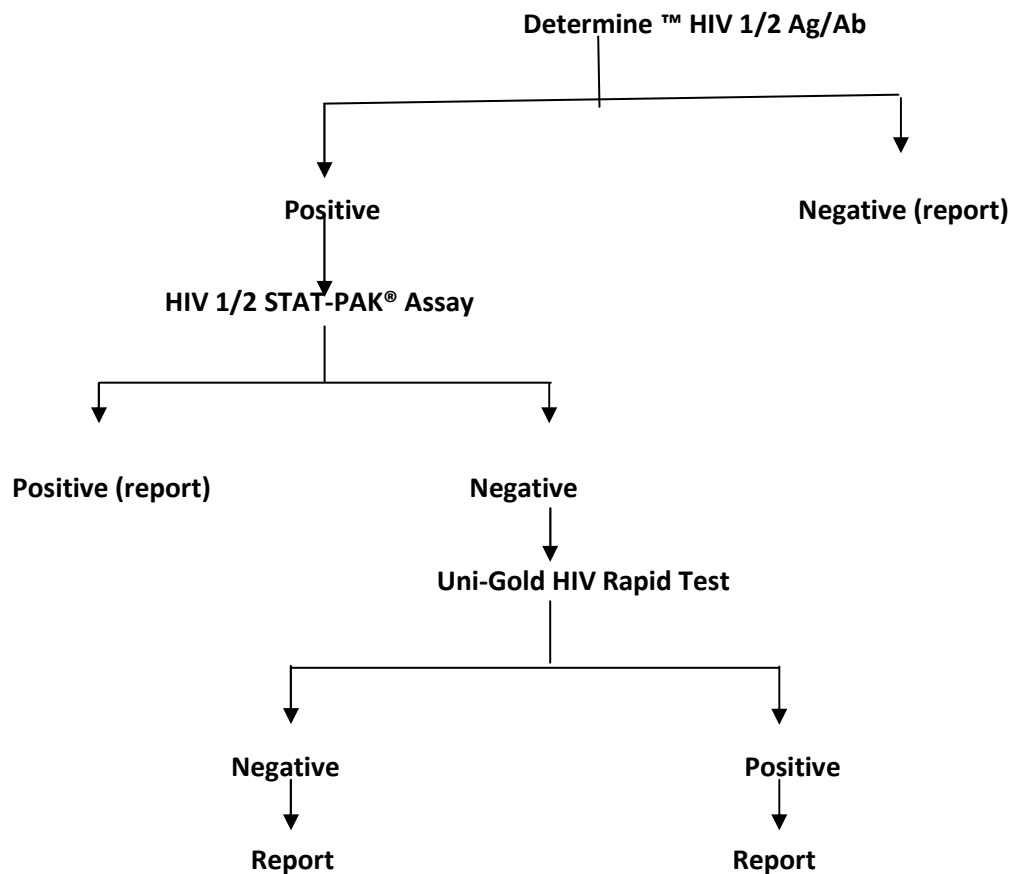 Determine ™ HIV 1/2 Ag/Ab
Positive
Negative (report)
HIV 1/2 STAT-PAK® Assay
Positive (report)
Negative
Uni-Gold HIV Rapid Test
Negative
Positive
Report
Report